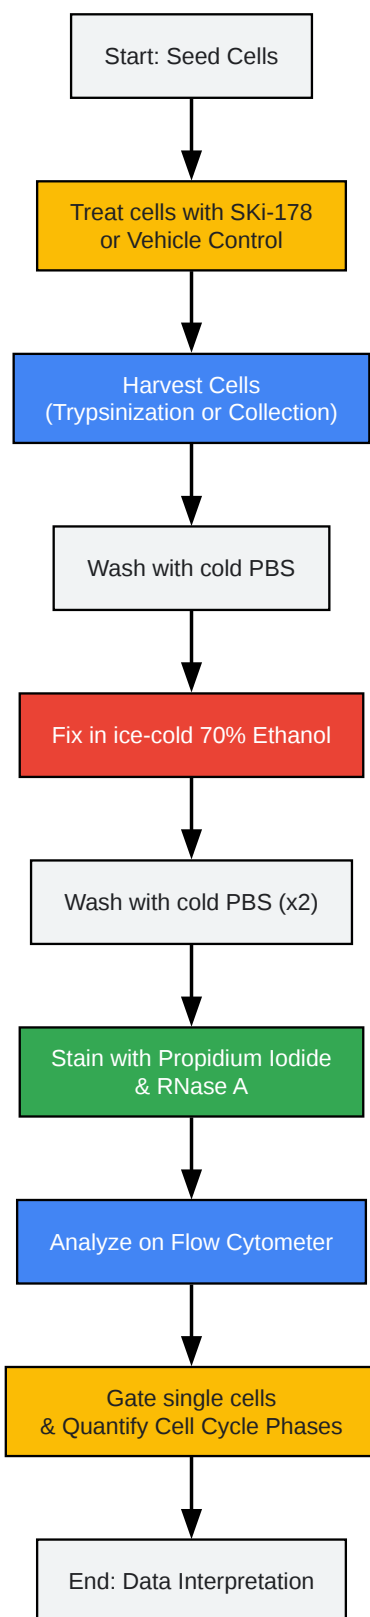 Start: Seed Cells
Treat cells with SKi-178
or Vehicle Control
Harvest Cells
(Trypsinization or Collection)
Wash with cold PBS
Fix in ice-cold 70% Ethanol
Wash with cold PBS (x2)
Stain with Propidium Iodide
& RNase A
Analyze on Flow Cytometer
Gate single cells
& Quantify Cell Cycle Phases
End: Data Interpretation